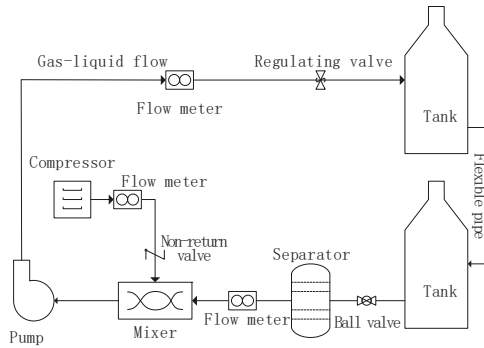 Gas-liquid flow
Regulating valve
Flow meter
Tank
Compressor
Flow meter
Flexible pipe
Non-return
valve
Separator
Tank
Flow meter
Ball valve
Mixer
Pump